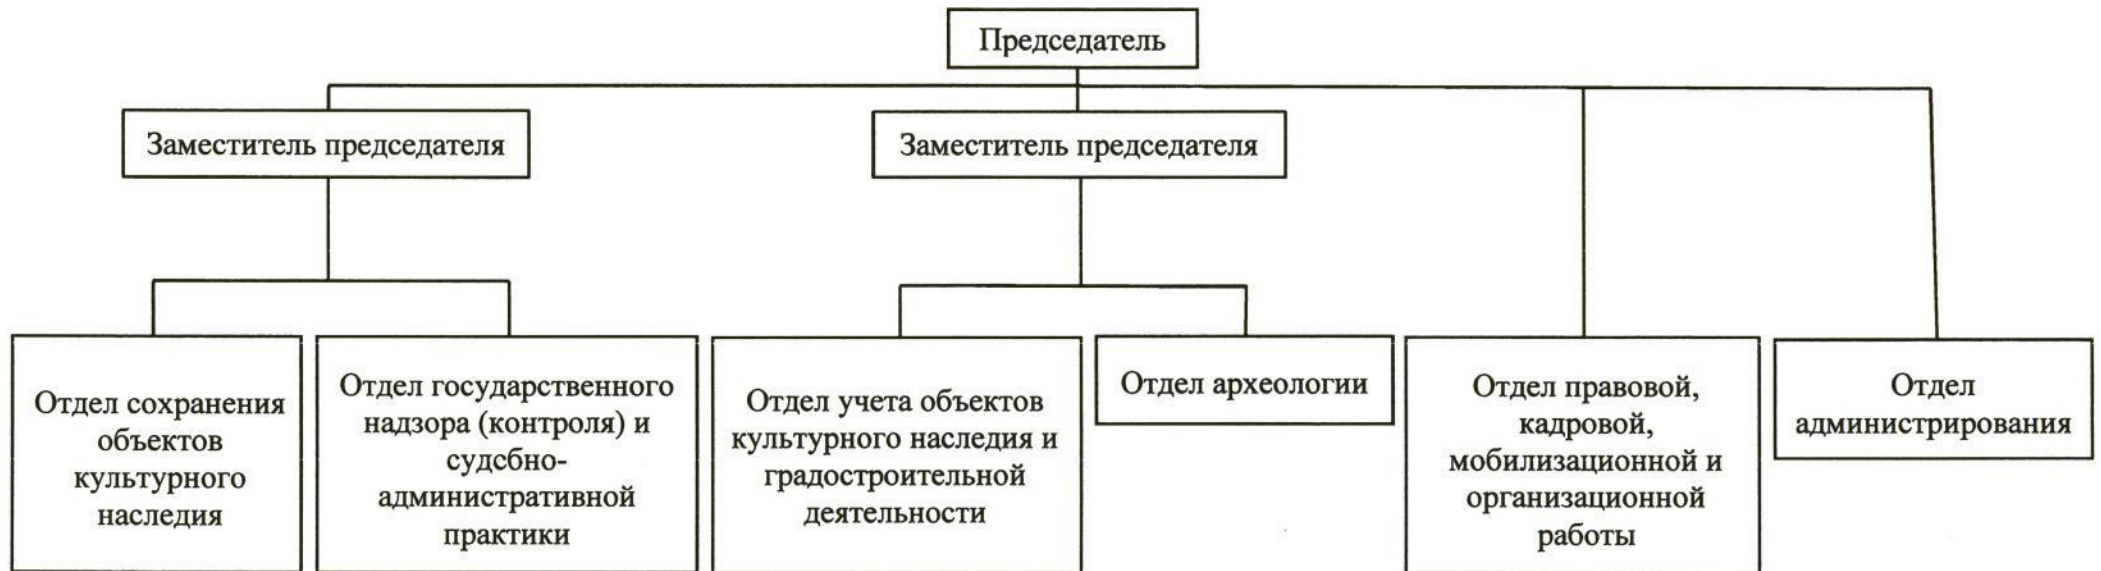 Председатель
Заместитель председателя
Заместитель председателя
Отдел сохранения
объектов
культурного
наследия
Отдел государственного
надзора (контроля) и
судебно-
административной
практики
Отдел учета объектов
культурного наследия и
градостроительной
деятельности
Отдел археологии
Отдел правовой,
кадровой,
мобилизационной и
организационной
работы
Отдел
администрирования